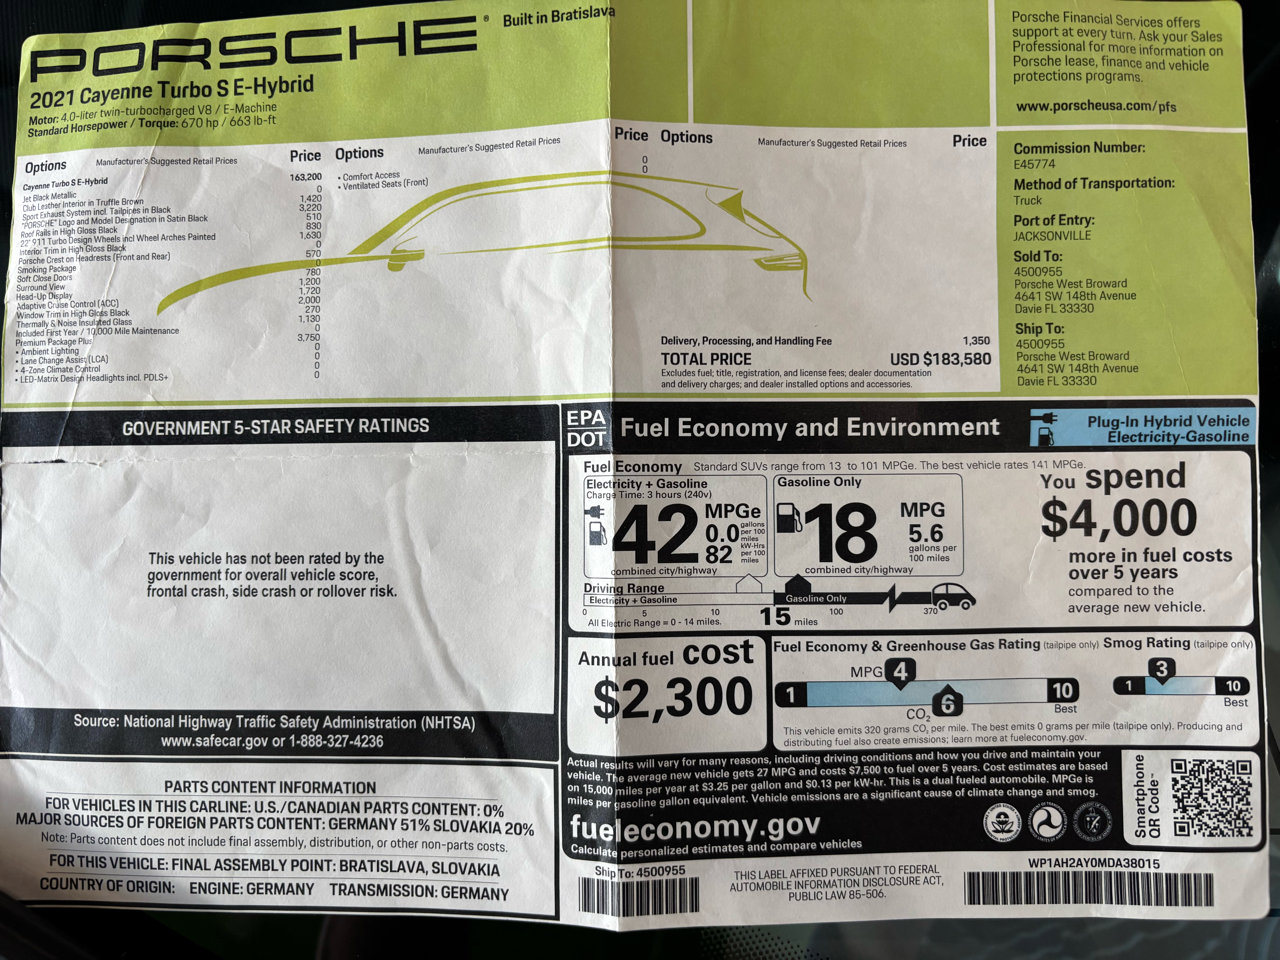 PORSCHE®
Built in Bratislava
2021 Cayenne Turbo S E-Hybrid
Motor: 4.0-liter twin-turbocharged V8 / E-Machine
Standard Horsepower / Torque: 670 hp / 663 lb-ft
Options Manufacturer's Suggested Retail Prices Price
Cayenne Turbo S E-Hybrid 163,200
Jet Black Metallic 0
Club Leather Interior in Truffle Brown 1,420
Sport Exhaust System incl. Tailpipes in Black 3,220
"PORSCHE" Logo and Model Designation in Satin Black 510
Roof Rails in High Gloss Black 830
22" 911 Turbo Design Wheels incl Wheel Arches Painted 1,630
Interior Trim in High Gloss Black 0
Porsche Crest on Headrests (Front and Rear) 570
Smoking Package 0
Soft Close Doors 780
Surround View 1,200
Head-Up Display 1,720
Adaptive Cruise Control (ACC) 2,000
Window Trim in High Gloss Black 270
Thermally & Noise Insulated Glass 1,130
Included First Year / 10,000 Mile Maintenance 0
Premium Package Plus 3,750
• Ambient Lighting 0
• Lane Change Assist (LCA) 0
• 4-Zone Climate Control 0
• LED-Matrix Design Headlights incl. PDLS+ 0
Options Manufacturer's Suggested Retail Prices Price
• Comfort Access 0
• Ventilated Seats (Front) 0
Options Manufacturer's Suggested Retail Prices Price
Delivery, Processing, and Handling Fee 1,350
TOTAL PRICE USD $183,580
Excludes fuel; title, registration, and license fees; dealer documentation
and delivery charges; and dealer installed options and accessories.
Porsche Financial Services offers
support at every turn. Ask your Sales
Professional for more information on
Porsche lease, finance and vehicle
protections programs.
www.porscheusa.com/pfs
Commission Number:
E45774
Method of Transportation:
Truck
Port of Entry:
JACKSONVILLE
Sold To:
4500955
Porsche West Broward
4641 SW 148th Avenue
Davie FL 33330
Ship To:
4500955
Porsche West Broward
4641 SW 148th Avenue
Davie FL 33330
GOVERNMENT 5-STAR SAFETY RATINGS
This vehicle has not been rated by the
government for overall vehicle score,
frontal crash, side crash or rollover risk.
Source: National Highway Traffic Safety Administration (NHTSA)
www.safecar.gov or 1-888-327-4236
PARTS CONTENT INFORMATION
FOR VEHICLES IN THIS CARLINE: U.S./CANADIAN PARTS CONTENT: 0%
MAJOR SOURCES OF FOREIGN PARTS CONTENT: GERMANY 51% SLOVAKIA 20%
Note: Parts content does not include final assembly, distribution, or other non-parts costs.
FOR THIS VEHICLE: FINAL ASSEMBLY POINT: BRATISLAVA, SLOVAKIA
COUNTRY OF ORIGIN: ENGINE: GERMANY TRANSMISSION: GERMANY
EPA
DOT
Fuel Economy and Environment
Plug-In Hybrid Vehicle
Electricity-Gasoline
Fuel Economy Standard SUVs range from 13 to 101 MPGe. The best vehicle rates 141 MPGe.
Electricity + Gasoline
Charge Time: 3 hours (240v)
42
MPGe
0.0 gallons per 100 miles
82 kW-Hrs per 100 miles
combined city/highway
Gasoline Only
18
MPG
5.6
gallons per
100 miles
combined city/highway
Driving Range
Electricity + Gasoline Gasoline Only
0 5 10 15 miles 100 370
All Electric Range = 0 - 14 miles.
You spend
$4,000
more in fuel costs
over 5 years
compared to the
average new vehicle.
Annual fuel cost
$2,300
Fuel Economy & Greenhouse Gas Rating (tailpipe only)
MPG 4
1 10
Best
CO2 6
Smog Rating (tailpipe only)
3
1 10
Best
This vehicle emits 320 grams CO2 per mile. The best emits 0 grams per mile (tailpipe only). Producing and
distributing fuel also create emissions; learn more at fueleconomy.gov.
Actual results will vary for many reasons, including driving conditions and how you drive and maintain your
vehicle. The average new vehicle gets 27 MPG and costs $7,500 to fuel over 5 years. Cost estimates are based
on 15,000 miles per year at $3.25 per gallon and $0.13 per kW-hr. This is a dual fueled automobile. MPGe is
miles per gasoline gallon equivalent. Vehicle emissions are a significant cause of climate change and smog.
fueleconomy.gov
Calculate personalized estimates and compare vehicles
Smartphone
QR Code™
Ship To: 4500955
THIS LABEL AFFIXED PURSUANT TO FEDERAL
AUTOMOBILE INFORMATION DISCLOSURE ACT,
PUBLIC LAW 85-506.
WP1AH2AY0MDA38015